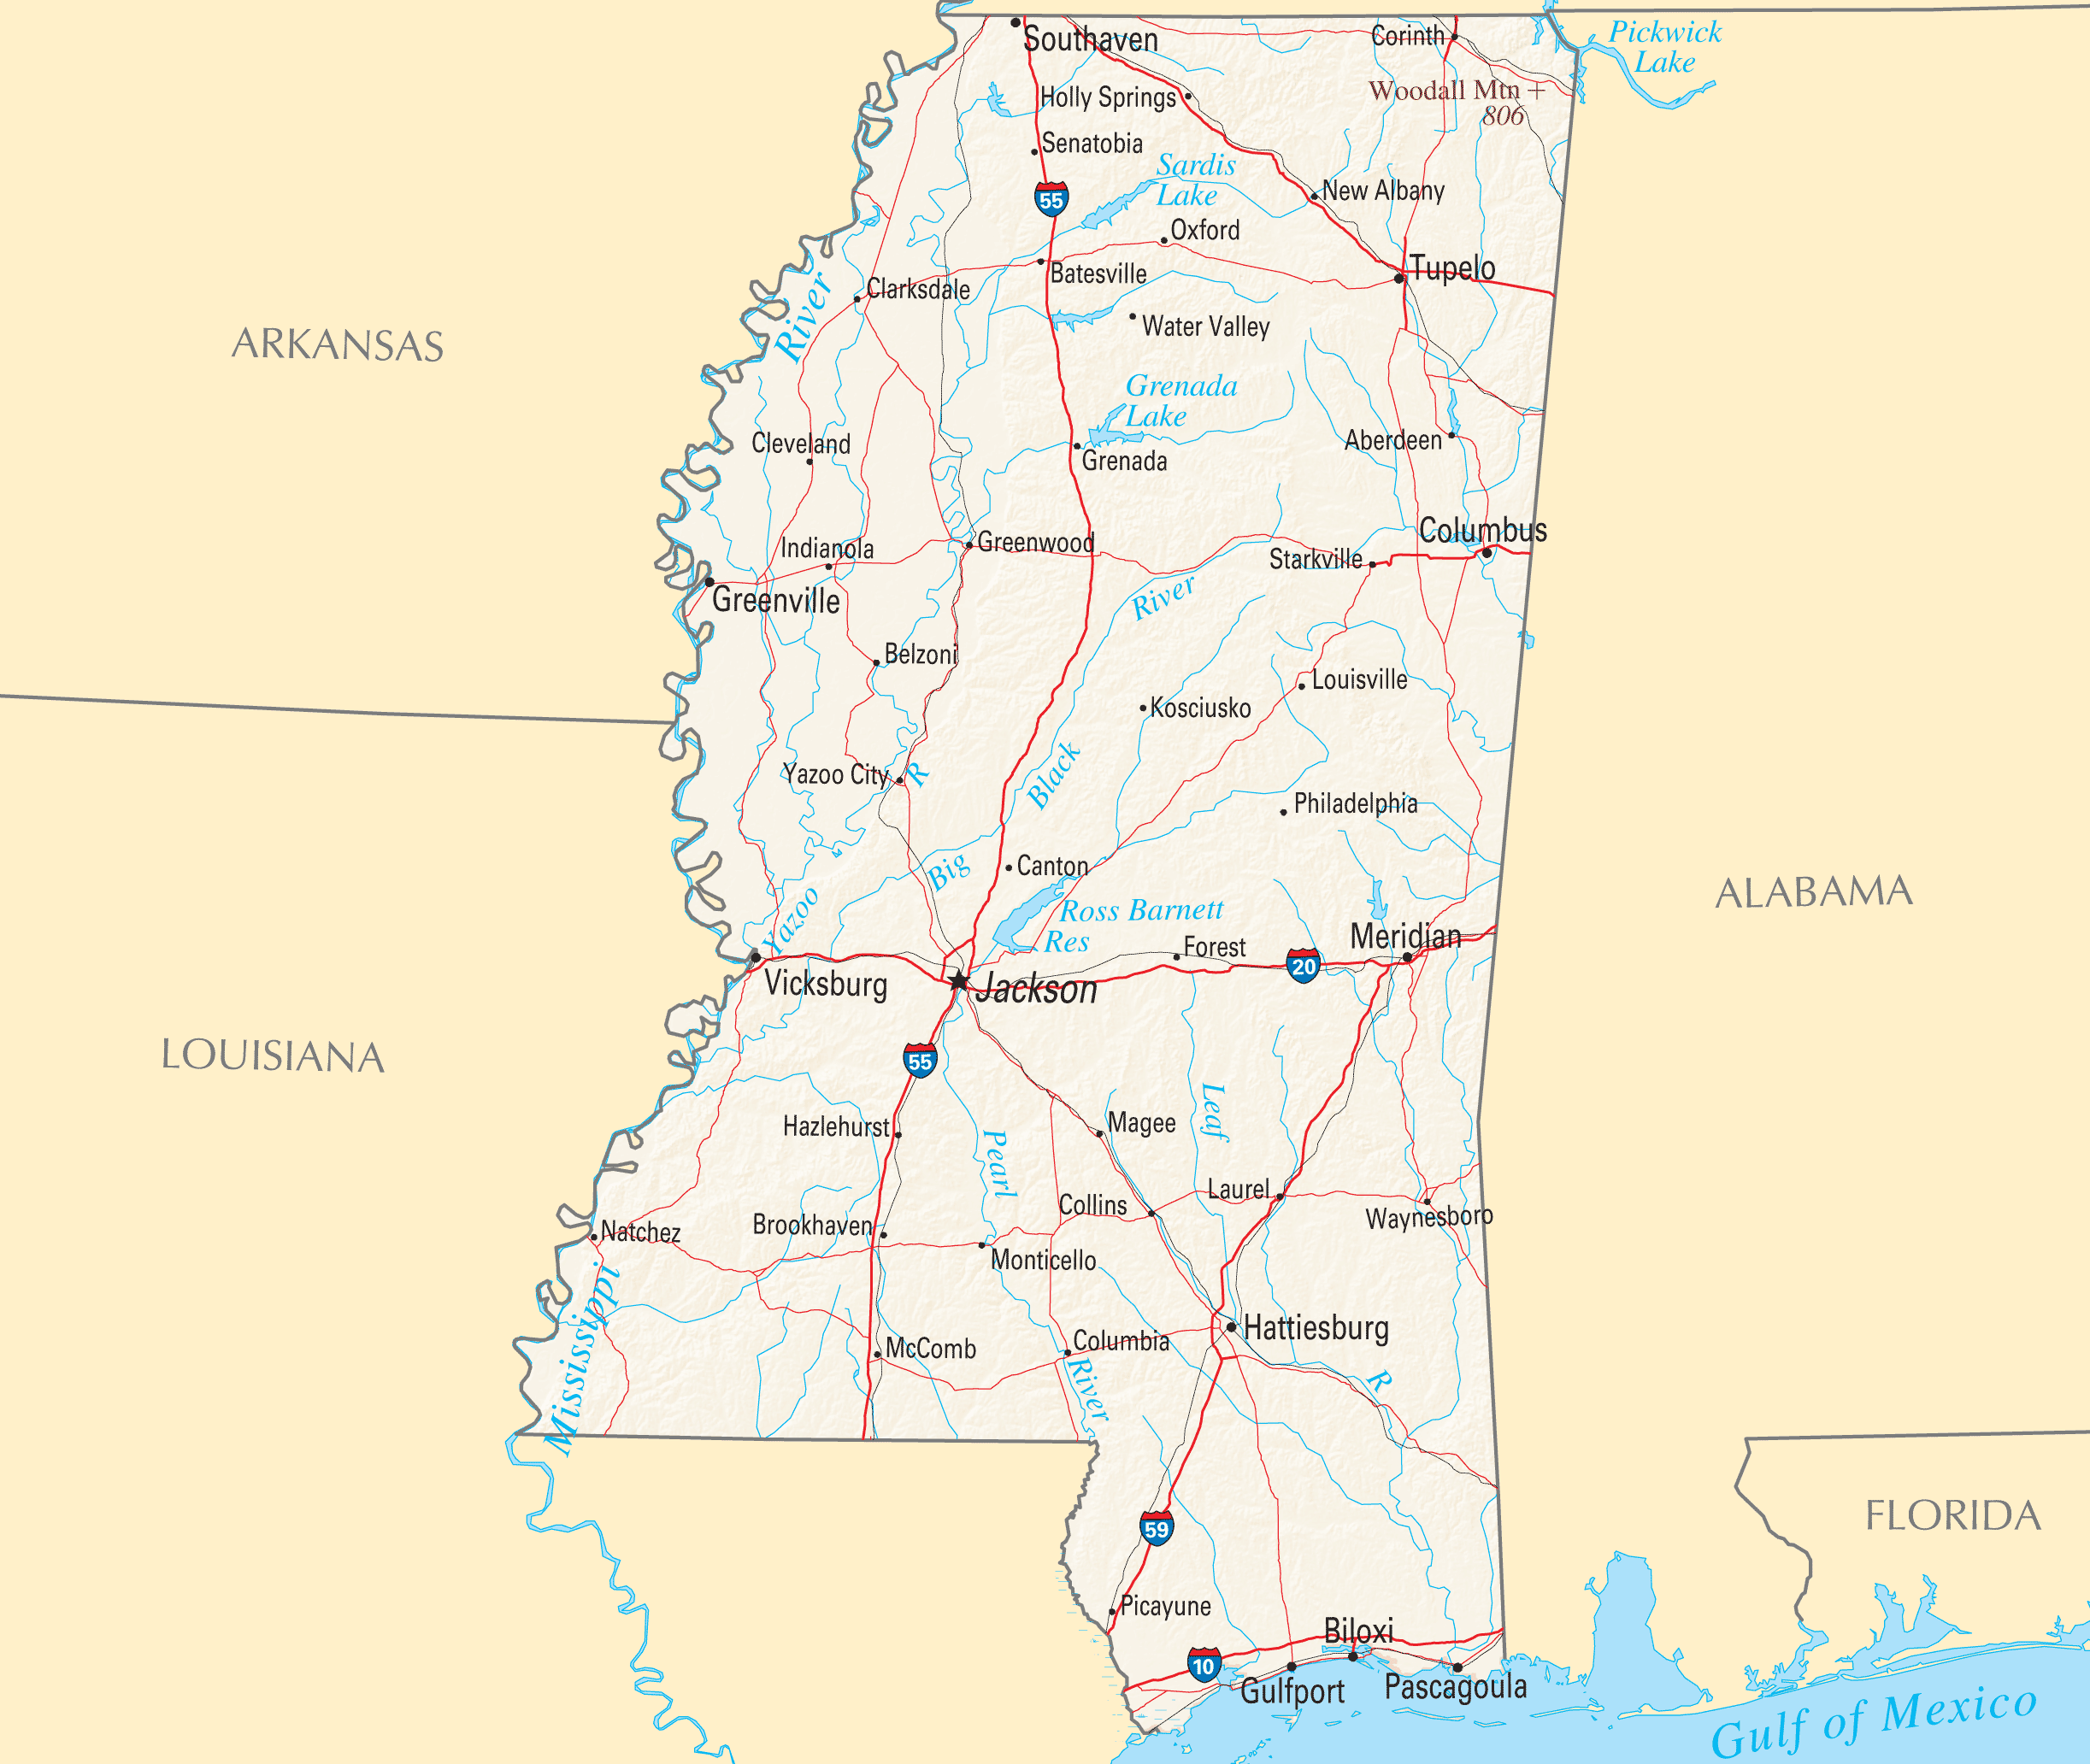 Pickwick
Lake
Southaven
Corinth
Woodall Mtn +
806
Holly Springs
Senatobia
Sardis
Lake
55
New Albany
Oxford
Batesville
Tupelo
Clarksdale
River
Water Valley
ARKANSAS
Grenada
Lake
Cleveland
Aberdeen
Grenada
Columbus
Indianola
Greenwood
Starkville
Greenville
River
Belzoni
Louisville
Kosciusko
Yazoo City
R
Black
Philadelphia
Big
Canton
ALABAMA
Yazoo
Ross Barnett
Res
Forest
Meridian
20
Vicksburg
Jackson
LOUISIANA
55
Leaf
Hazlehurst
Magee
Pearl
Laurel
Collins
Waynesboro
Natchez
Brookhaven
Monticello
Mississippi
Hattiesburg
McComb
Columbia
River
R
FLORIDA
59
Picayune
Biloxi
10
Gulfport
Pascagoula
Gulf of Mexico